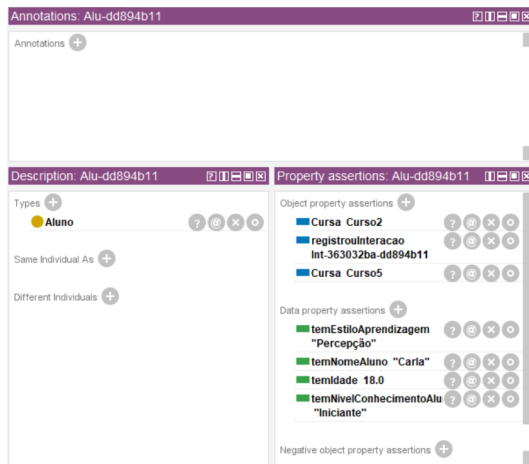 Annotations: Alu-dd894b11
Annotations
Description: Alu-dd894b11
Types
Aluno
Same Individual As
Different Individuals
Property assertions: Alu-dd894b11
Object property assertions
Cursa Curso2
registrouInteracao
Int-363032ba-dd894b11
Cursa Curso5
Data property assertions
temEstiloAprendizagem
"Percepção"
temNomeAluno "Carla"
temIdade 18.0
temNivelConhecimentoAlu
"Iniciante"
Negative object property assertions